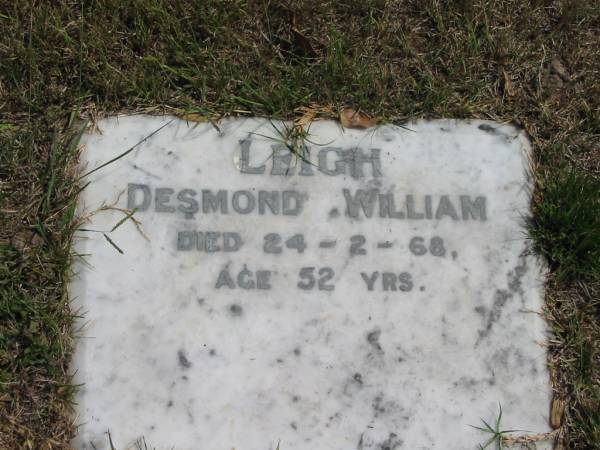 LEIGH
DESMOND WILLIAM
DIED 24-2-68,
AGE 52 YRS.